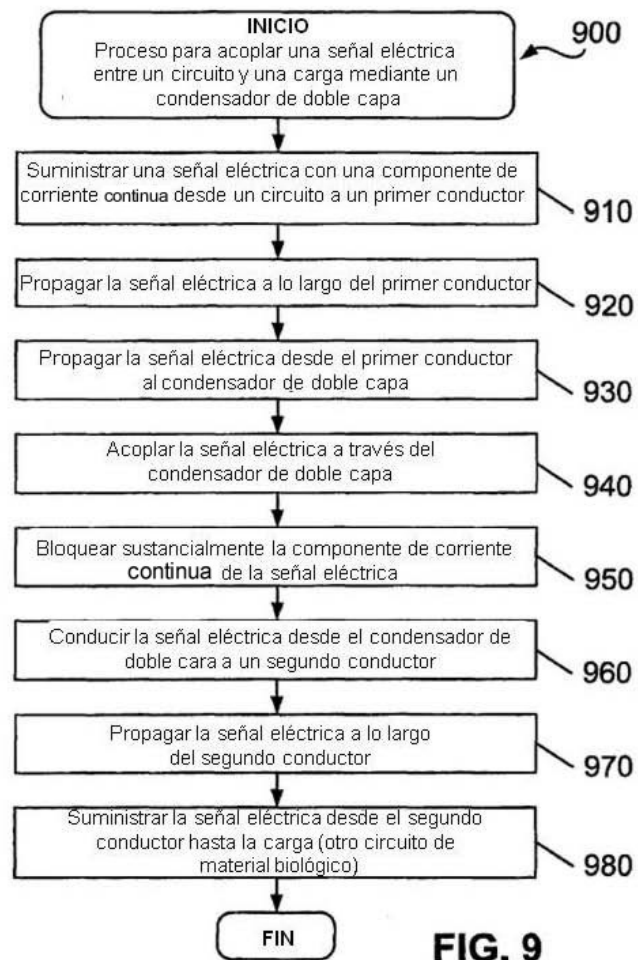 INICIO
Proceso para acoplar una señal eléctrica
entre un circuito y una carga mediante un
condensador de doble capa
900
Suministrar una señal eléctrica con una componente de
corriente continua desde un circuito a un primer conductor
910
Propagar la señal eléctrica a lo largo del primer conductor
920
Propagar la señal eléctrica desde el primer conductor
al condensador de doble capa
930
Acoplar la señal eléctrica a través del
condensador de doble capa
940
Bloquear sustancialmente la componente de corriente
continua de la señal eléctrica
950
Conducir la señal eléctrica desde el condensador de
doble cara a un segundo conductor
960
Propagar la señal eléctrica a lo largo
del segundo conductor
970
Suministrar la señal eléctrica desde el segundo
conductor hasta la carga (otro circuito de
material biológico)
980
FIN
FIG. 9